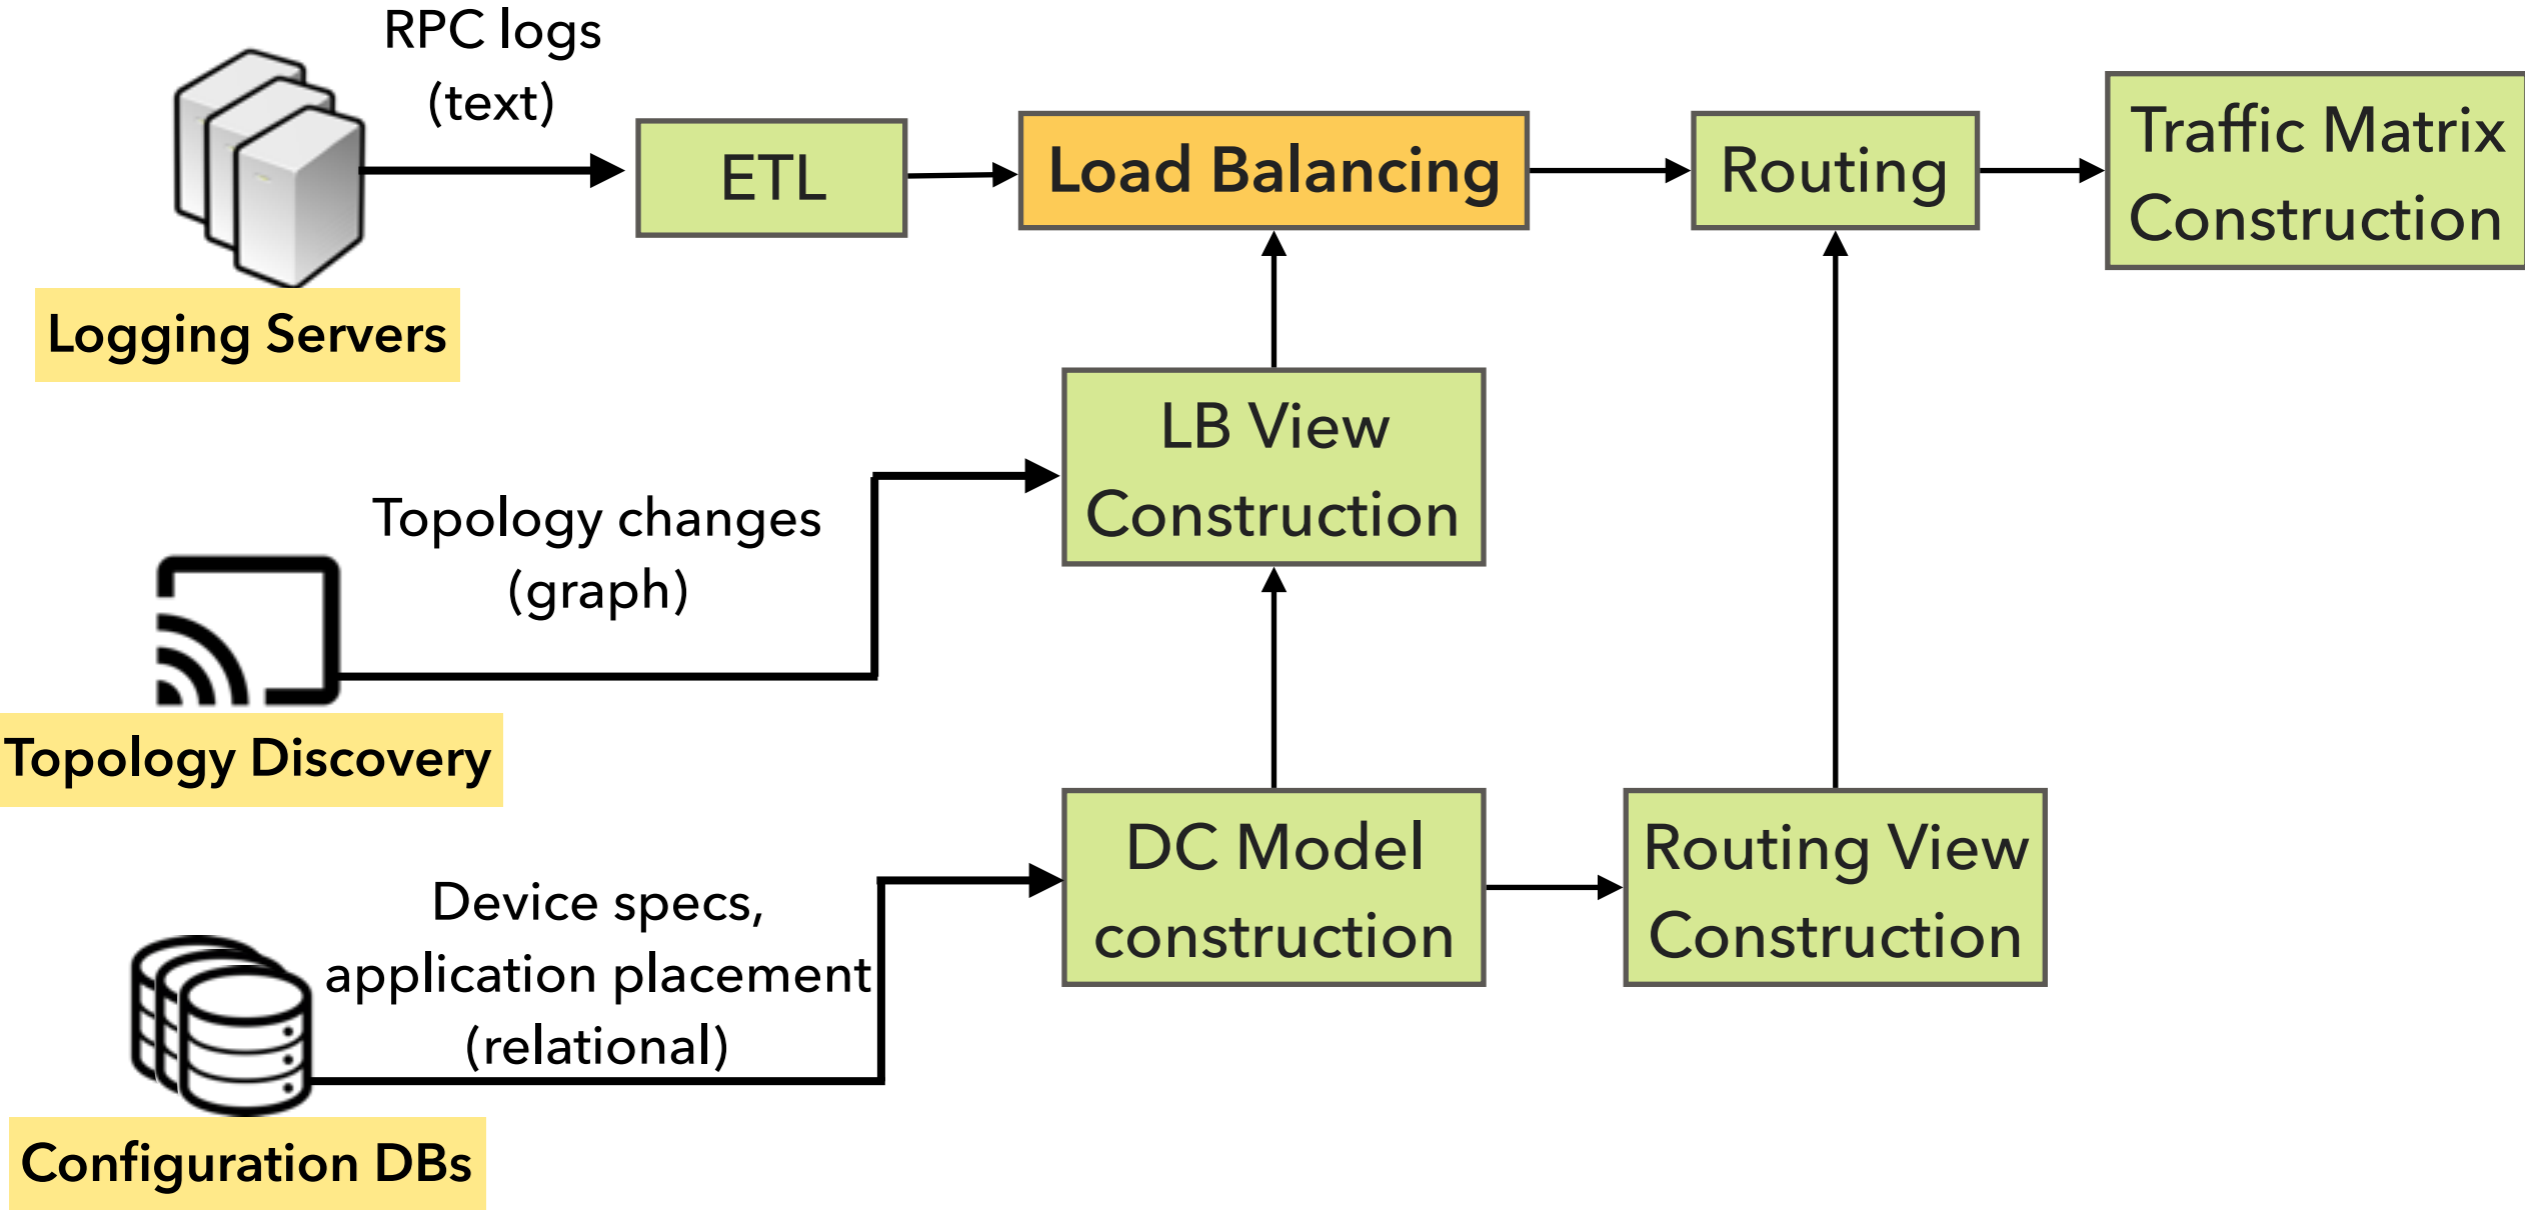 RPC logs
(text)
ETL
Load Balancing
Routing
Traffic Matrix
Construction
Logging Servers
LB View
Construction
Topology changes
(graph)
Topology Discovery
DC Model
construction
Routing View
Construction
Device specs,
application placement
(relational)
Configuration DBs